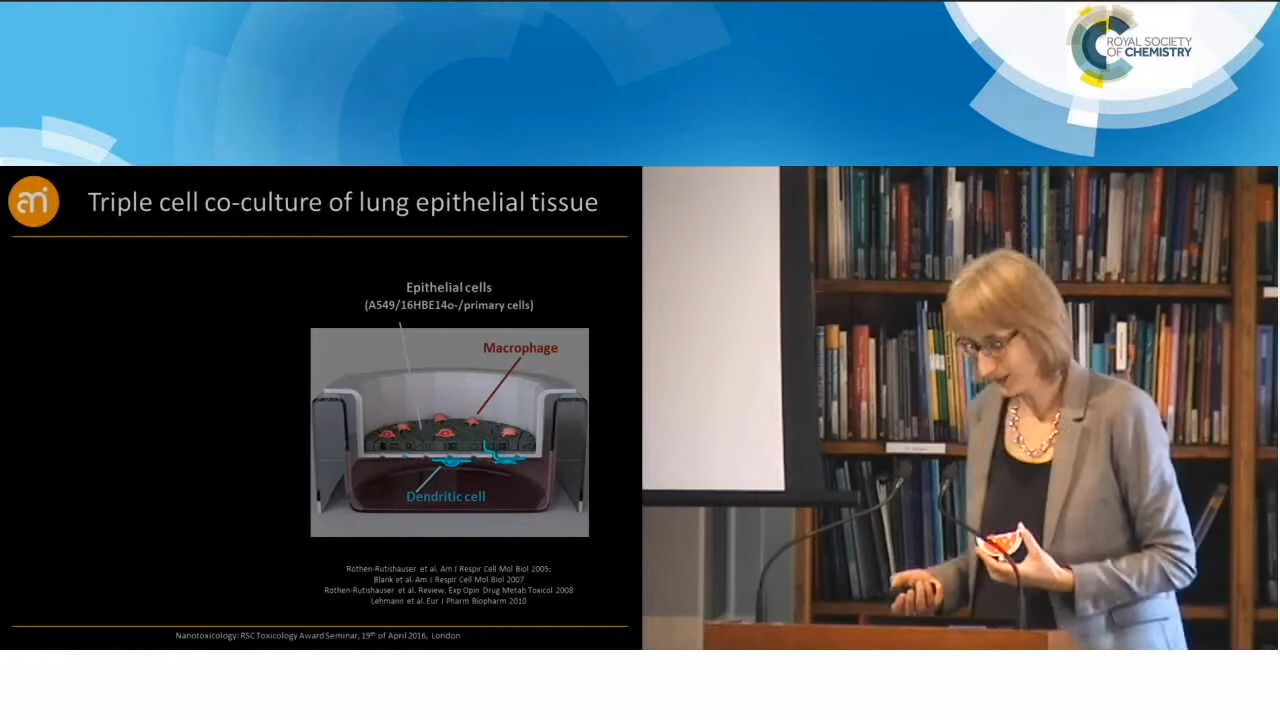 ROYAL SOCIETY
OF CHEMISTRY
ami
Triple cell co-culture of lung epithelial tissue
Epithelial cells
(A549/16HBE14o-/primary cells)
Macrophage
Dendritic cell
Rothen-Rutishauser et al. Am J Respir Cell Mol Biol 2005;
Blank et al. Am J Respir Cell Mol Biol 2007
Rothen-Rutishauser et al. Review. Exp Opin Drug Metab Toxicol 2008
Lehmann et al. Eur J Pharm Biopharm 2010
Nanotoxicology: RSC Toxicology Award Seminar, 19th of April 2016, London